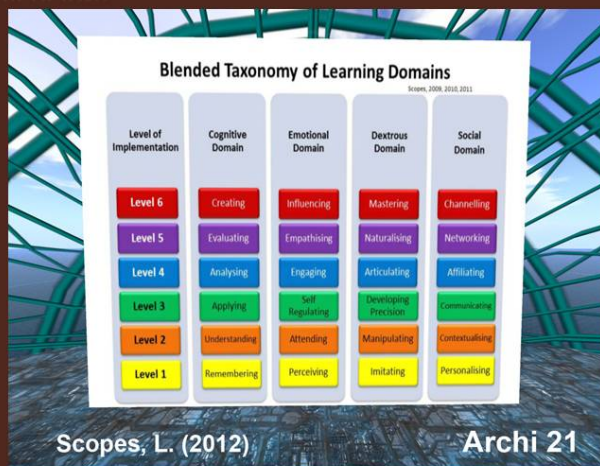 Blended Taxonomy of Learning Domains
Scopes, 2009, 2010, 2011
Level of
Implementation
Cognitive
Domain
Emotional
Domain
Dextrous
Domain
Social
Domain
Level 6
Creating
Influencing
Mastering
Channelling
Level 5
Evaluating
Empathising
Naturalising
Networking
Level 4
Analysing
Engaging
Articulating
Affiliating
Level 3
Applying
Self
Regulating
Developing
Precision
Communicating
Level 2
Understanding
Attending
Manipulating
Contextualising
Level 1
Remembering
Perceiving
Imitating
Personalising
Scopes, L. (2012)
Archi 21